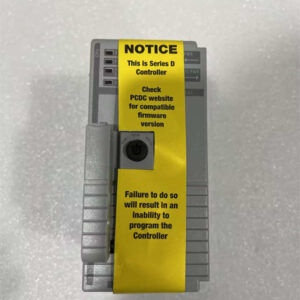 NOTICE
This is Series D
Controller
Check
PCDC website
for compatible
firmware
version
Failure to do so
will result in an
inability to
program the
Controller